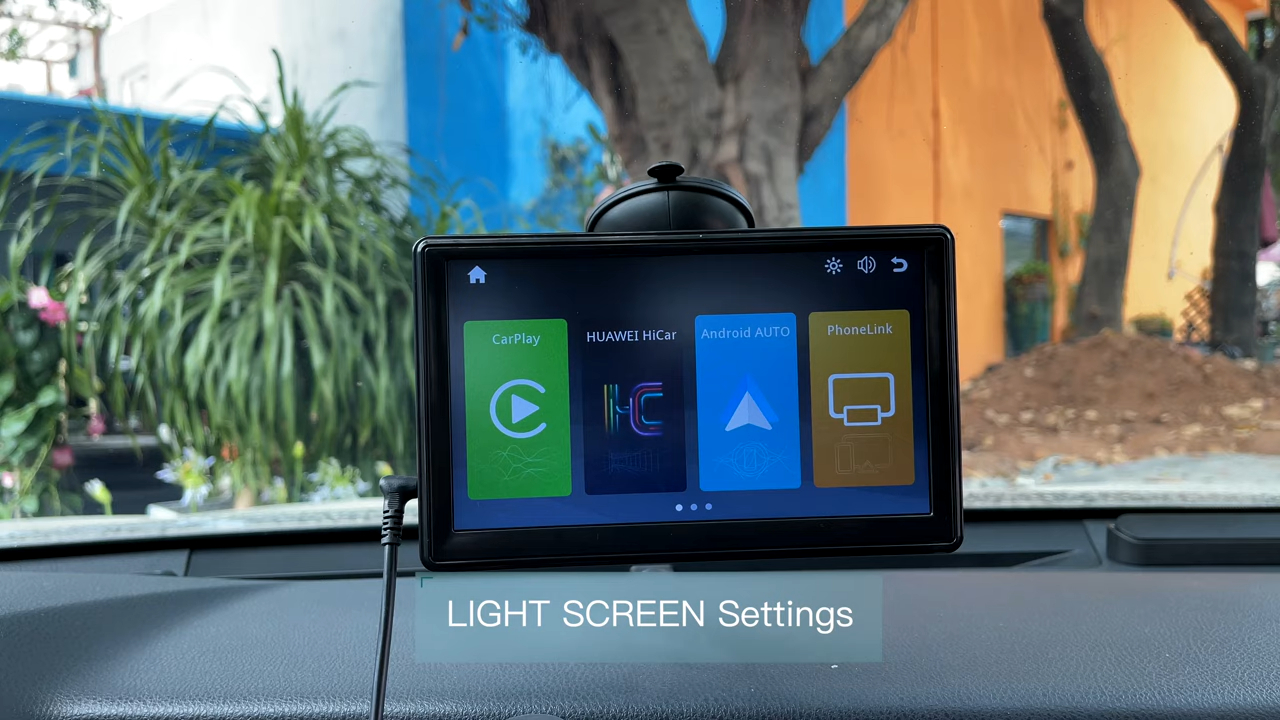 CarPlay
HUAWEI HiCar
Android AUTO
PhoneLink
LIGHT SCREEN Settings